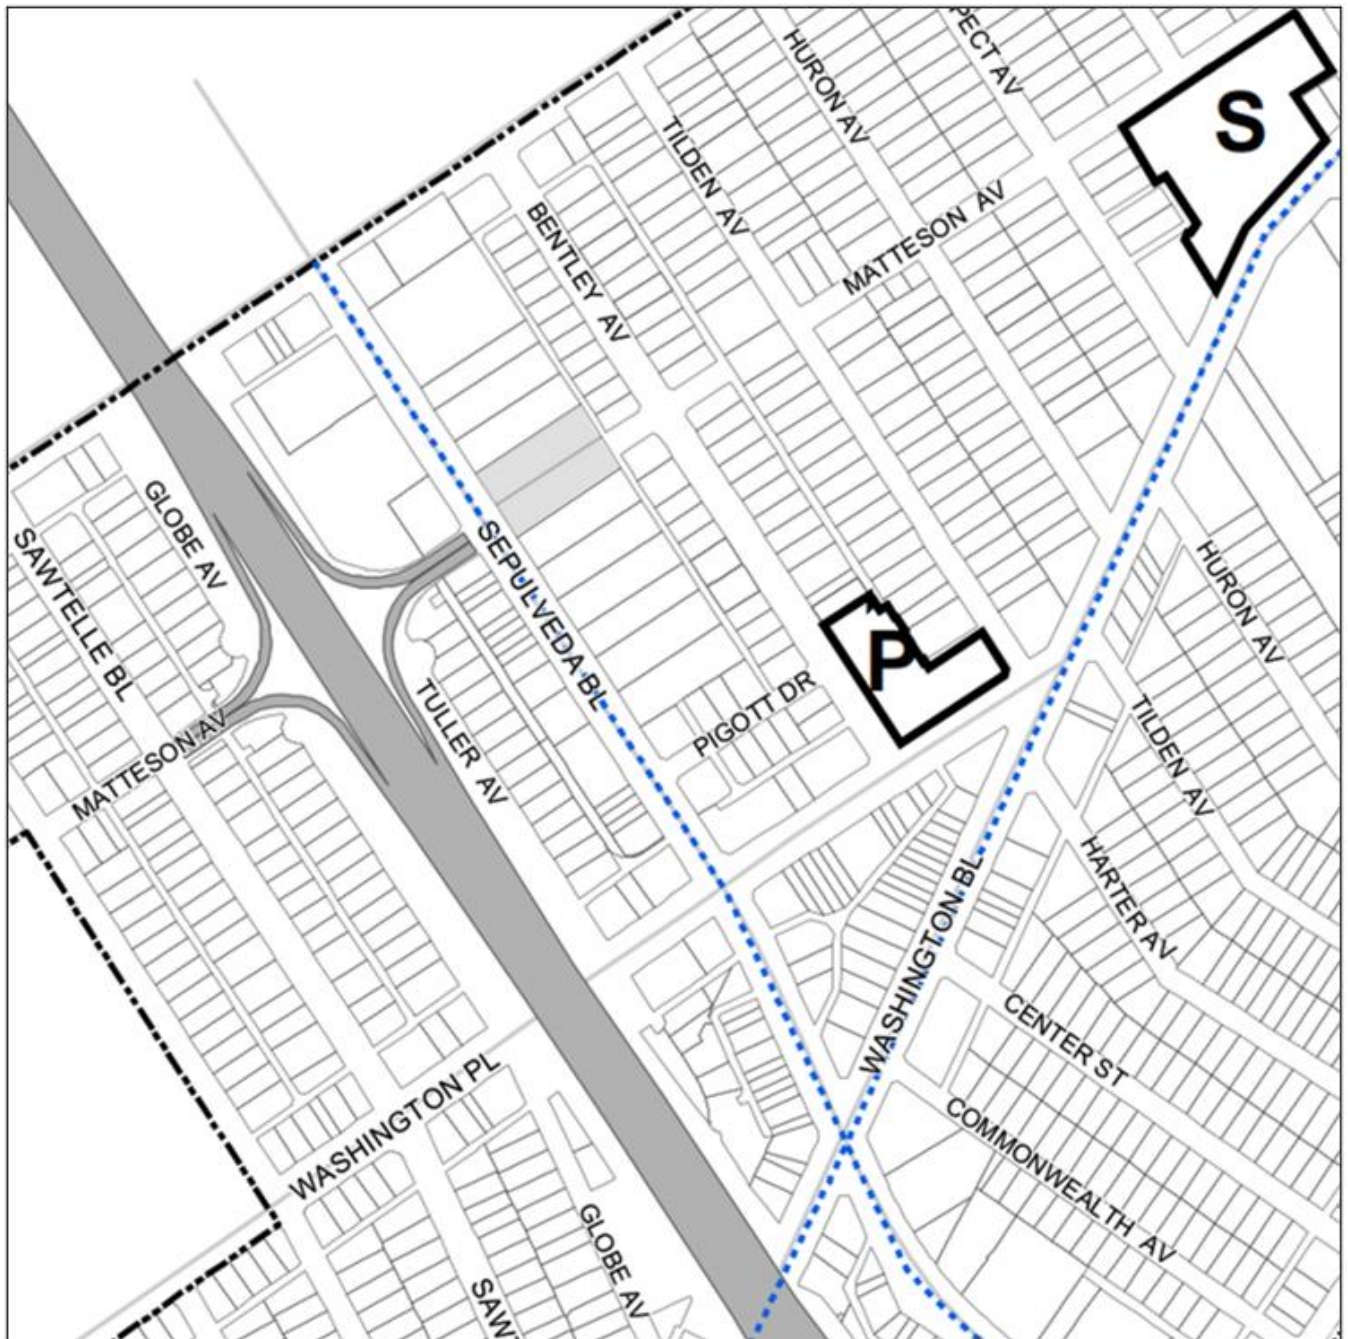 PECT AV
HURON AV
S
TILDEN AV
MATTESON AV
BENTLEY AV
GLOBE AV
SAWTELLE BL
SEPULVEDA BL
HURON AV
P
PIGOTT DR
TULLER AV
MATTESON AV
TILDEN AV
HARTER AV
WASHINGTON BL
CENTER ST
WASHINGTON PL
COMMONWEALTH AV
GLOBE AV
SAW